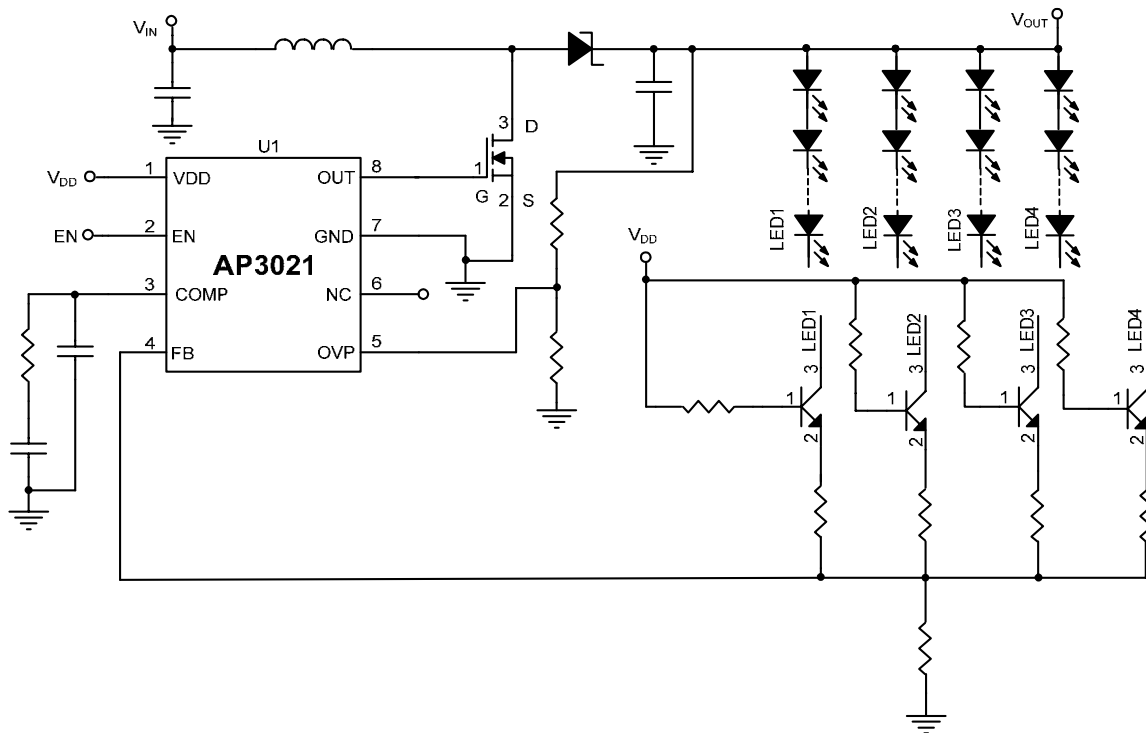 VIN
VOUT
3 D
U1
1
G
2 S
VDD
1
VDD
OUT
8
EN
2
EN
GND
7
AP3021
3
COMP
NC
6
4
FB
OVP
5
LED1
LED2
LED3
LED4
VDD
LED1
LED2
LED3
LED4
3
3
3
3
1
1
1
1
2
2
2
2